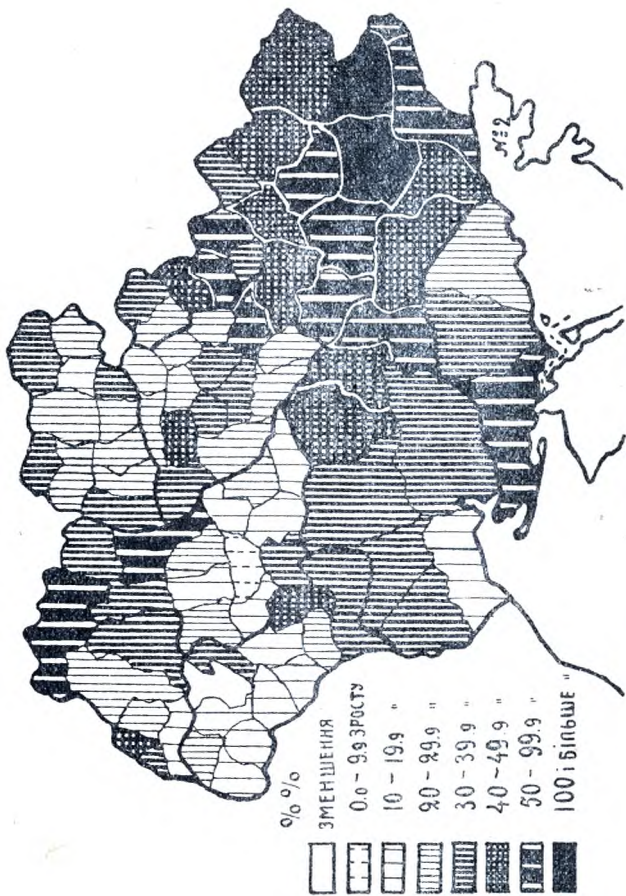 №2
% %
ЗМЕНШЕННЯ
0.0 - 9.9 ЗРОСТУ
10 - 19.9 "
20 - 29.9 "
30 - 39.9 "
40 - 49.9 "
50 - 99.9 "
100 і БІЛЬШЕ "